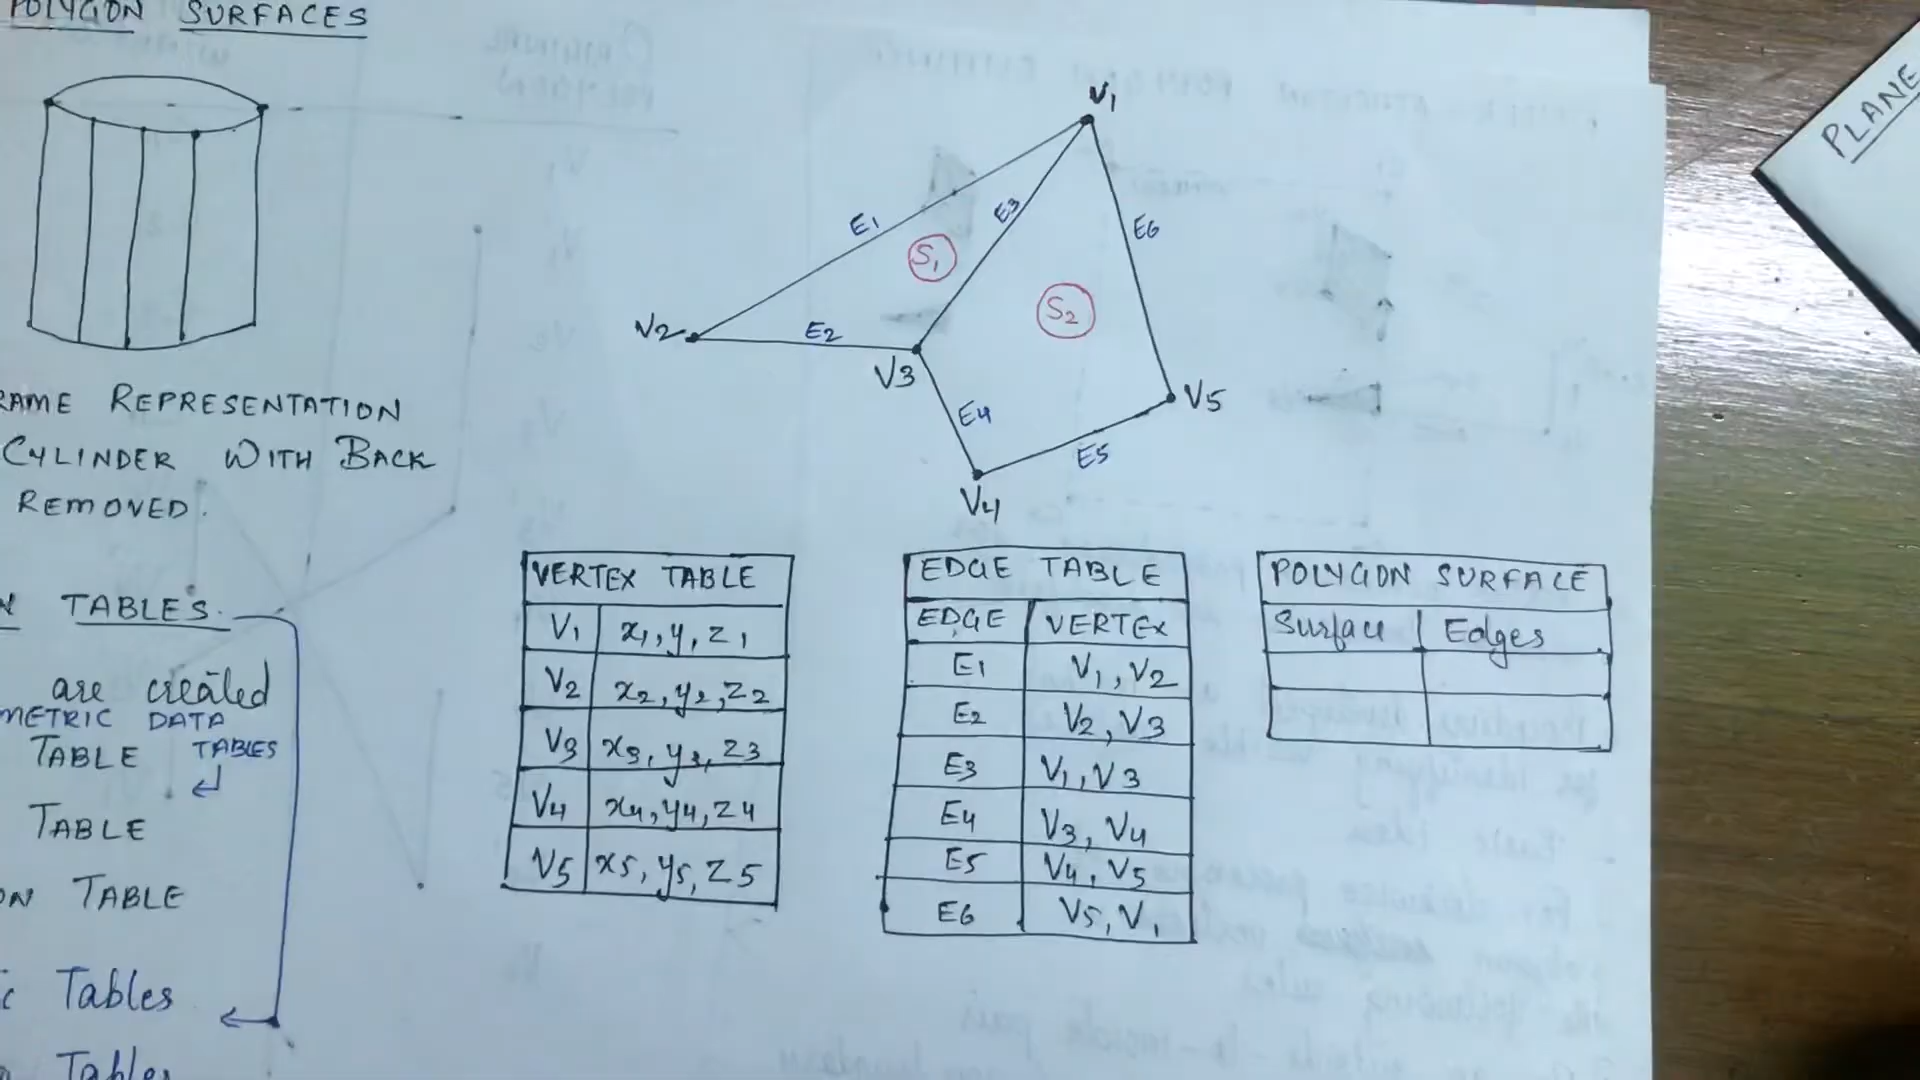 POLYGON SURFACES
RAME REPRESENTATION
CYLINDER WITH BACK
REMOVED.
N TABLES.
are created
METRIC DATA
TABLE TABLES
TABLE
ON TABLE
c Tables
Tables
V1
E1
E3
E6
S1
S2
V2
E2
V3
V5
E4
E5
V4
VERTEX TABLE
V1 x1, y, z1
V2 x2, y2, z2
V3 x3, y3, z3
V4 x4, y4, z4
V5 x5, y5, z5
EDGE TABLE
EDGE VERTEX
E1 V1, V2
E2 V2, V3
E3 V1, V3
E4 V3, V4
E5 V4, V5
E6 V5, V1
POLYGON SURFACE
Surface Edges
PLANE